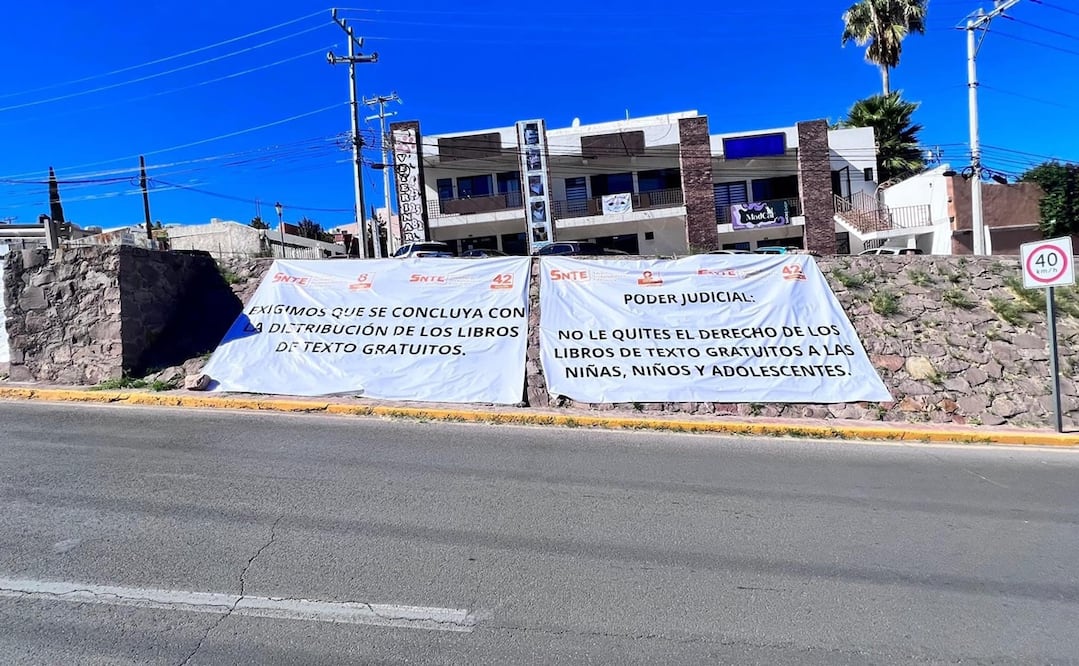 MadCat
SNTE
8
SNTE
42
EXIGIMOS QUE SE CONCLUYA CON
LA DISTRIBUCIÓN DE LOS LIBROS
DE TEXTO GRATUITOS.
SNTE
8
SNTE
42
PODER JUDICIAL:
NO LE QUITES EL DERECHO DE LOS
LIBROS DE TEXTO GRATUITOS A LAS
NIÑAS, NIÑOS Y ADOLESCENTES.
40
km/h